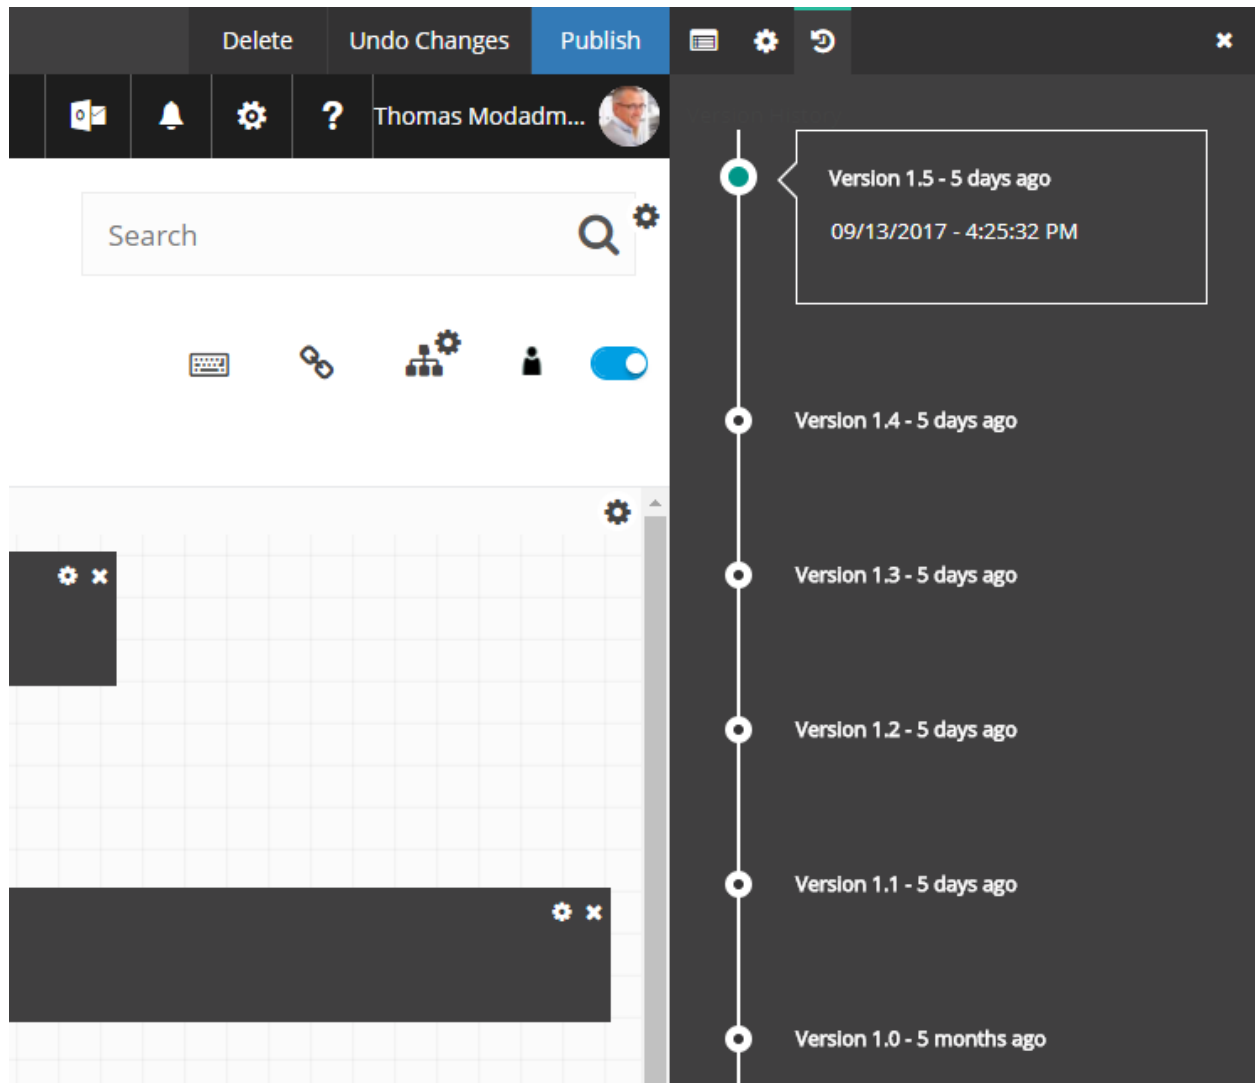 Delete Undo Changes Publish
Thomas Modadm...
Search
Version 1.5 - 5 days ago
09/13/2017 - 4:25:32 PM
Version 1.4 - 5 days ago
Version 1.3 - 5 days ago
Version 1.2 - 5 days ago
Version 1.1 - 5 days ago
Version 1.0 - 5 months ago